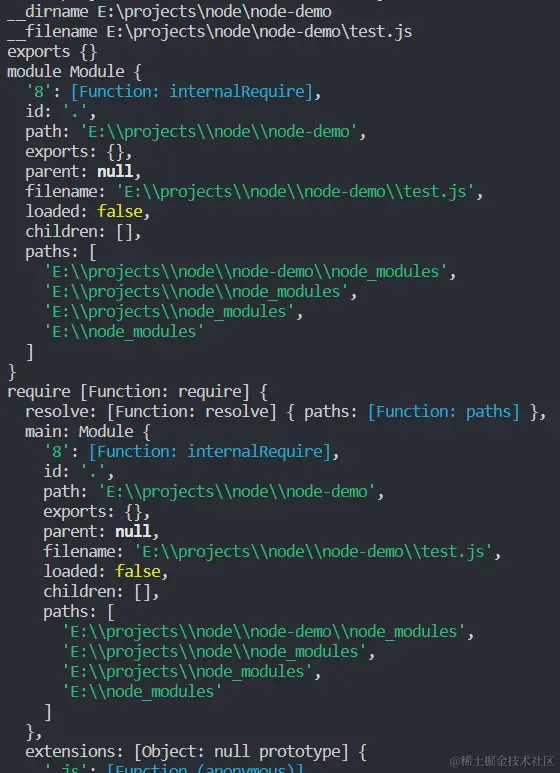 __dirname E:\projects\node\node-demo
__filename E:\projects\node\node-demo\test.js
exports {}
module Module {
  '8': [Function: internalRequire],
  id: '.',
  path: 'E:\\projects\\node\\node-demo',
  exports: {},
  parent: null,
  filename: 'E:\\projects\\node\\node-demo\\test.js',
  loaded: false,
  children: [],
  paths: [
    'E:\\projects\\node\\node-demo\\node_modules',
    'E:\\projects\\node\\node_modules',
    'E:\\projects\\node_modules',
    'E:\\node_modules'
  ]
}
require [Function: require] {
  resolve: [Function: resolve] { paths: [Function: paths] },
  main: Module {
    '8': [Function: internalRequire],
    id: '.',
    path: 'E:\\projects\\node\\node-demo',
    exports: {},
    parent: null,
    filename: 'E:\\projects\\node\\node-demo\\test.js',
    loaded: false,
    children: [],
    paths: [
      'E:\\projects\\node\\node-demo\\node_modules',
      'E:\\projects\\node\\node_modules',
      'E:\\projects\\node_modules',
      'E:\\node_modules'
    ]
  },
  extensions: [Object: null prototype] {
    '.js': [Function (anonymous)]
@稀土掘金技术社区